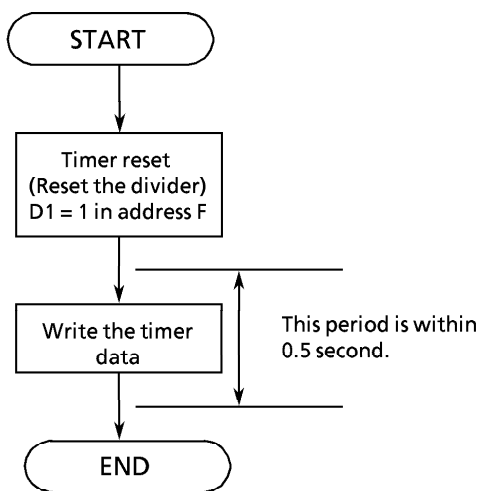 START
Timer reset
(Reset the divider)
D1 = 1 in address F
Write the timer
data
This period is within
0.5 second.
END